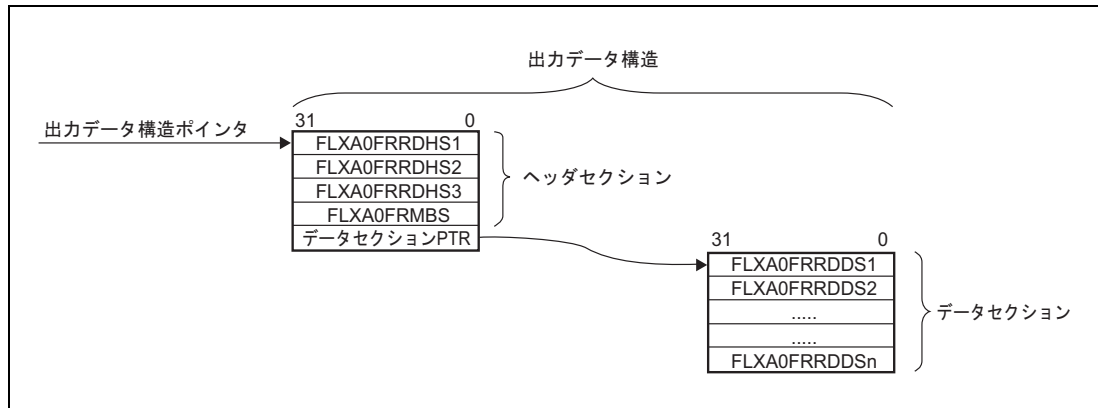 出力データ構造
出力データ構造ポインタ
31 0
FLXA0FRRDHS1
FLXA0FRRDHS2
FLXA0FRRDHS3
FLXA0FRMBS
データセクションPTR
ヘッダセクション
31 0
FLXA0FRRDDS1
FLXA0FRRDDS2
.....
.....
FLXA0FRRDDSn
データセクション